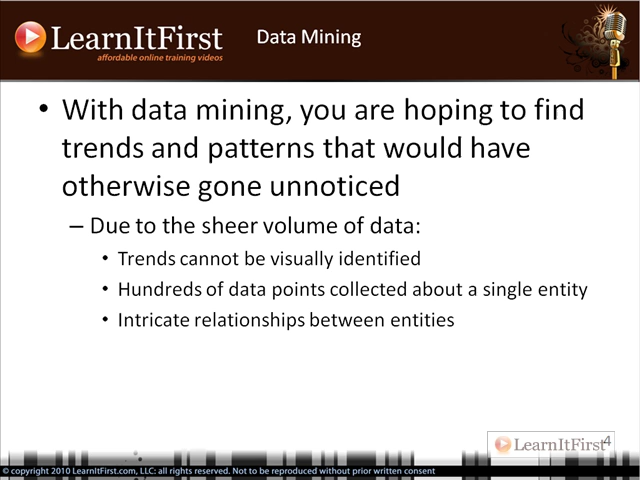 LearnItFirst
affordable online training videos
Data Mining
• With data mining, you are hoping to find
trends and patterns that would have
otherwise gone unnoticed
– Due to the sheer volume of data:
• Trends cannot be visually identified
• Hundreds of data points collected about a single entity
• Intricate relationships between entities
LearnItFirst
4
© copyright 2010 LearnItFirst.com, LLC: all rights reserved. Not to be reproduced without prior written consent